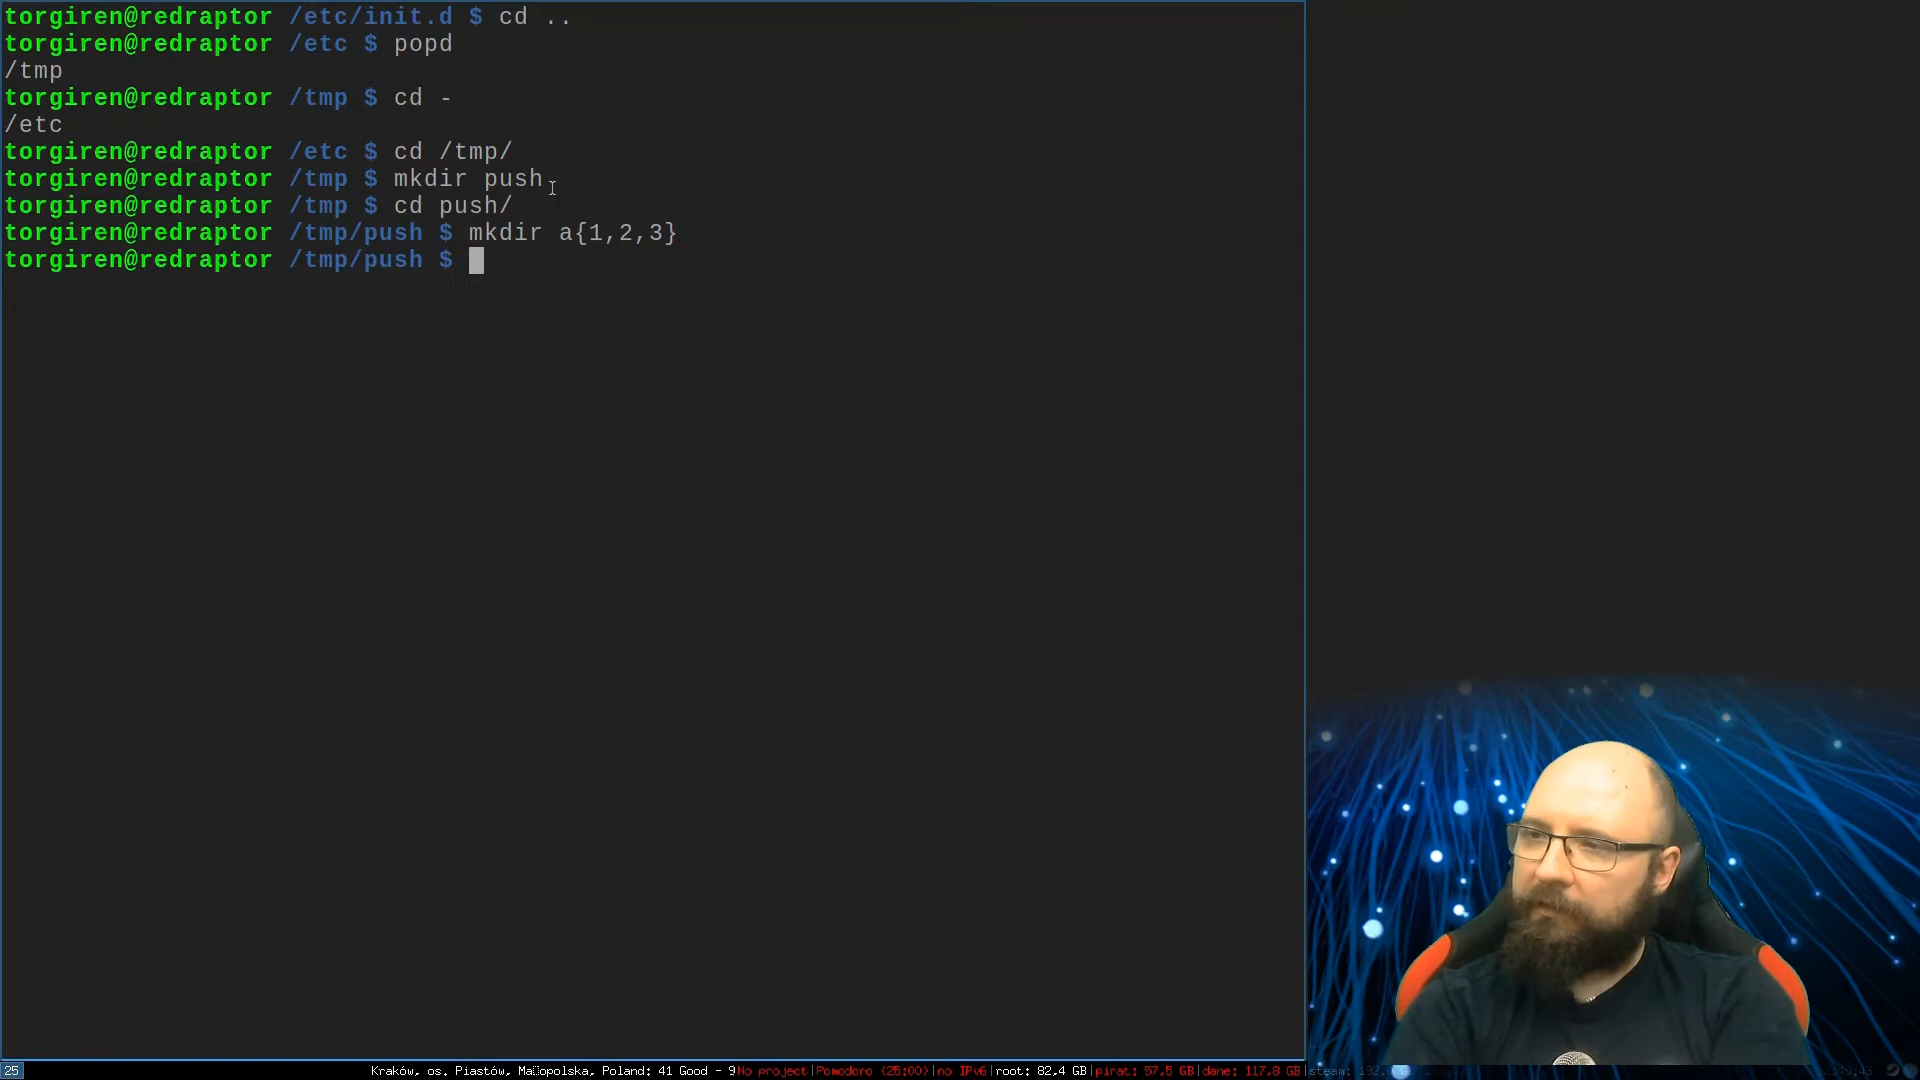 torgiren@redraptor /etc/init.d $ cd ..
torgiren@redraptor /etc $ popd
/tmp
torgiren@redraptor /tmp $ cd -
/etc
torgiren@redraptor /etc $ cd /tmp/
torgiren@redraptor /tmp $ mkdir push
torgiren@redraptor /tmp $ cd push/
torgiren@redraptor /tmp/push $ mkdir a{1,2,3}
torgiren@redraptor /tmp/push $
25 Kraków, os. Piastów, Ma opolska, Poland: 41 Good - 9 No project|Pomodoro (25:00)|no IPv6|root: 82,4 GB|pirat: 57,5 GB|dane: 117,8 GB|steam: 192